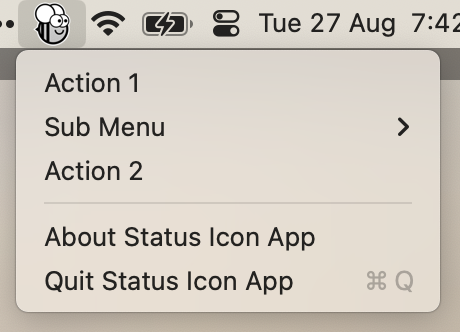 Tue 27 Aug 7:42
Action 1
Sub Menu
Action 2
About Status Icon App
Quit Status Icon App ⌘ Q